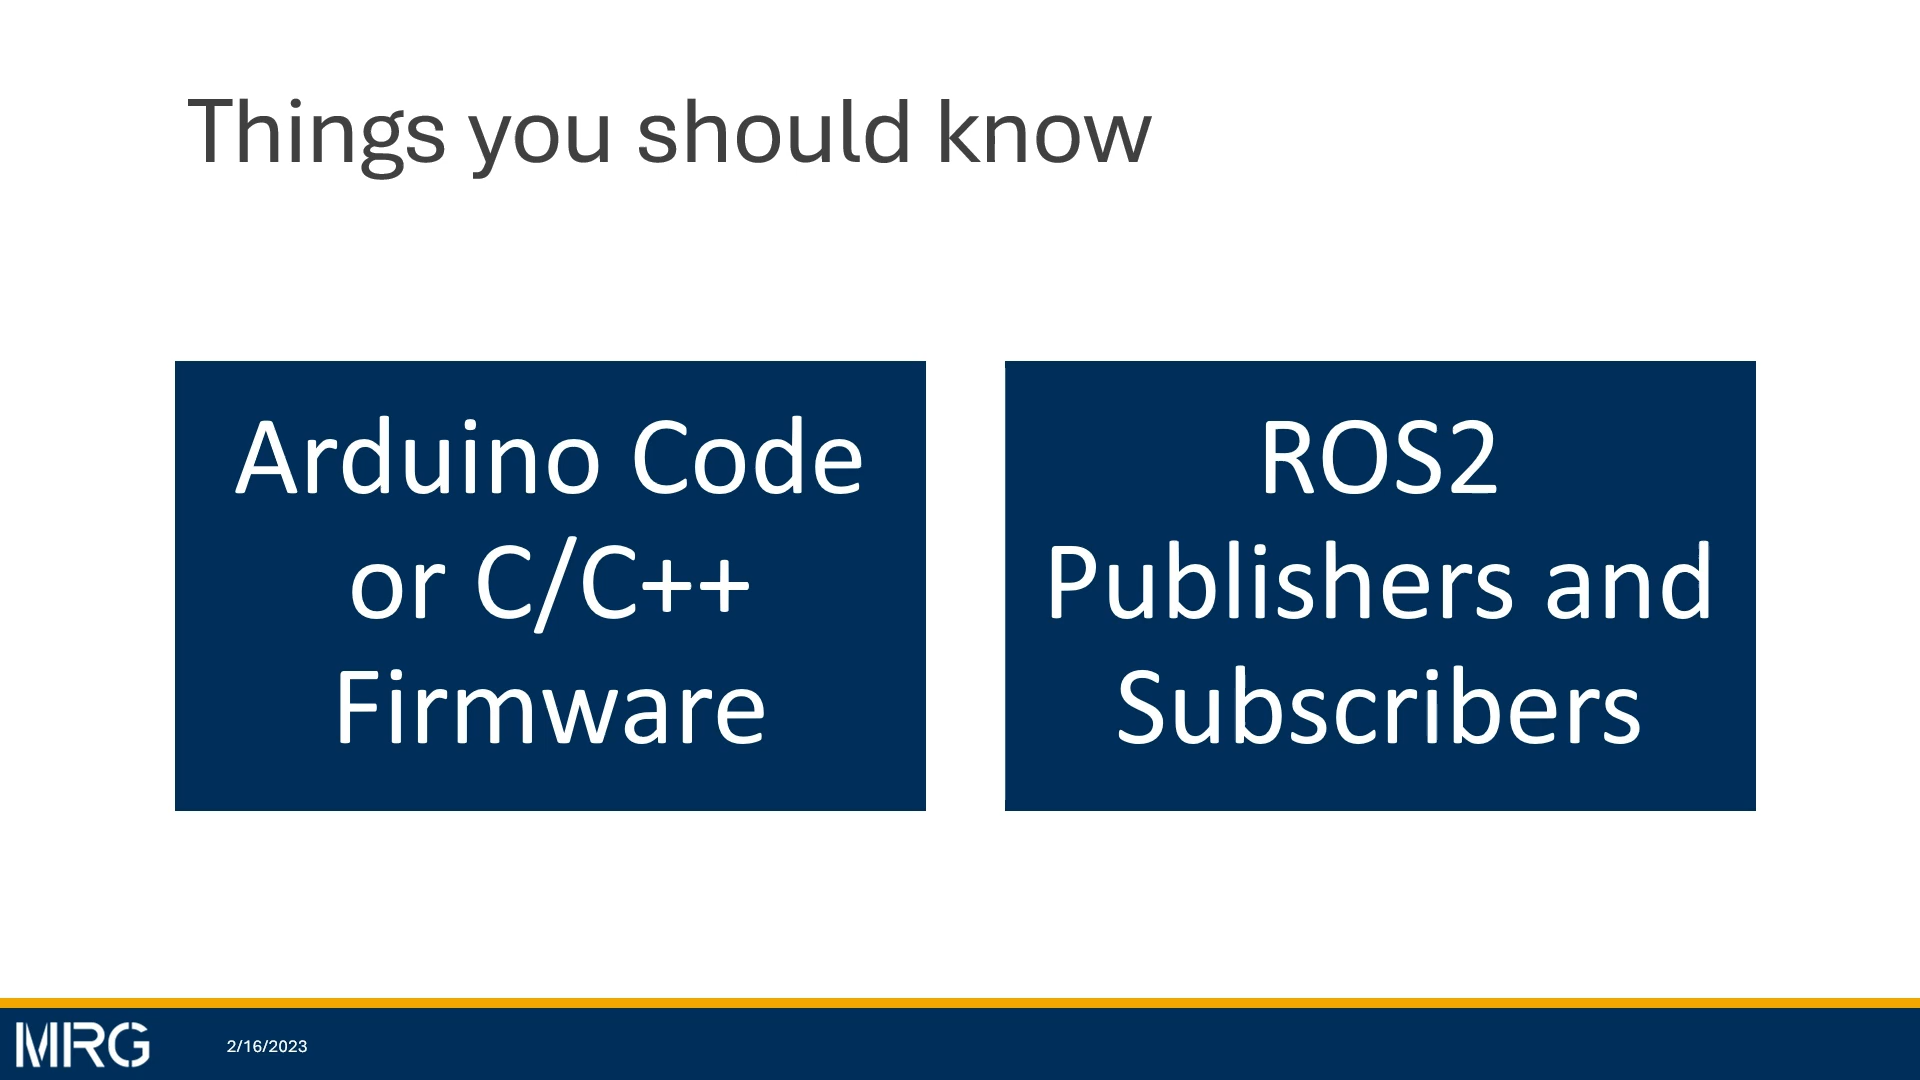 Things you should know
Arduino Code
or C/C++
Firmware
ROS2
Publishers and
Subscribers
MRG
2/16/2023